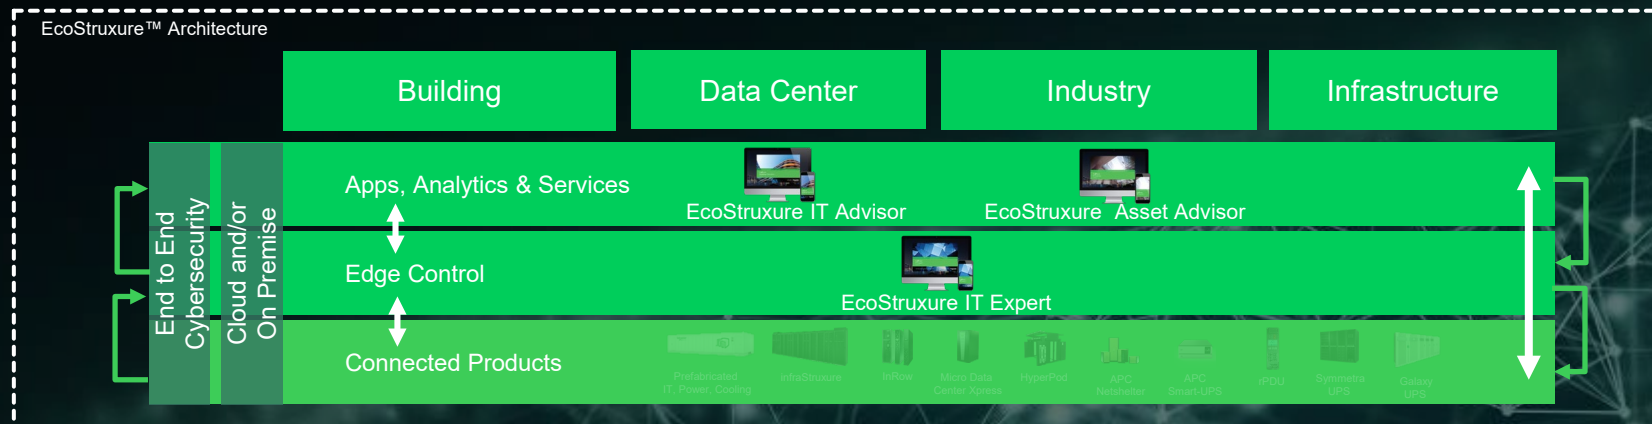 EcoStruxure™ Architecture
Building
Data Center
Industry
Infrastructure
End to End
Cybersecurity
Cloud and/or
On Premise
Apps, Analytics & Services
EcoStruxure IT Advisor
EcoStruxure Asset Advisor
Edge Control
EcoStruxure IT Expert
Connected Products
Prefabricated
IT, Power, Cooling
infraStruxure
InRow
Micro Data
Center Xpress
HyperPod
APC
Netshelter
APC
Smart-UPS
rPDU
Symmetra
UPS
Galaxy
UPS